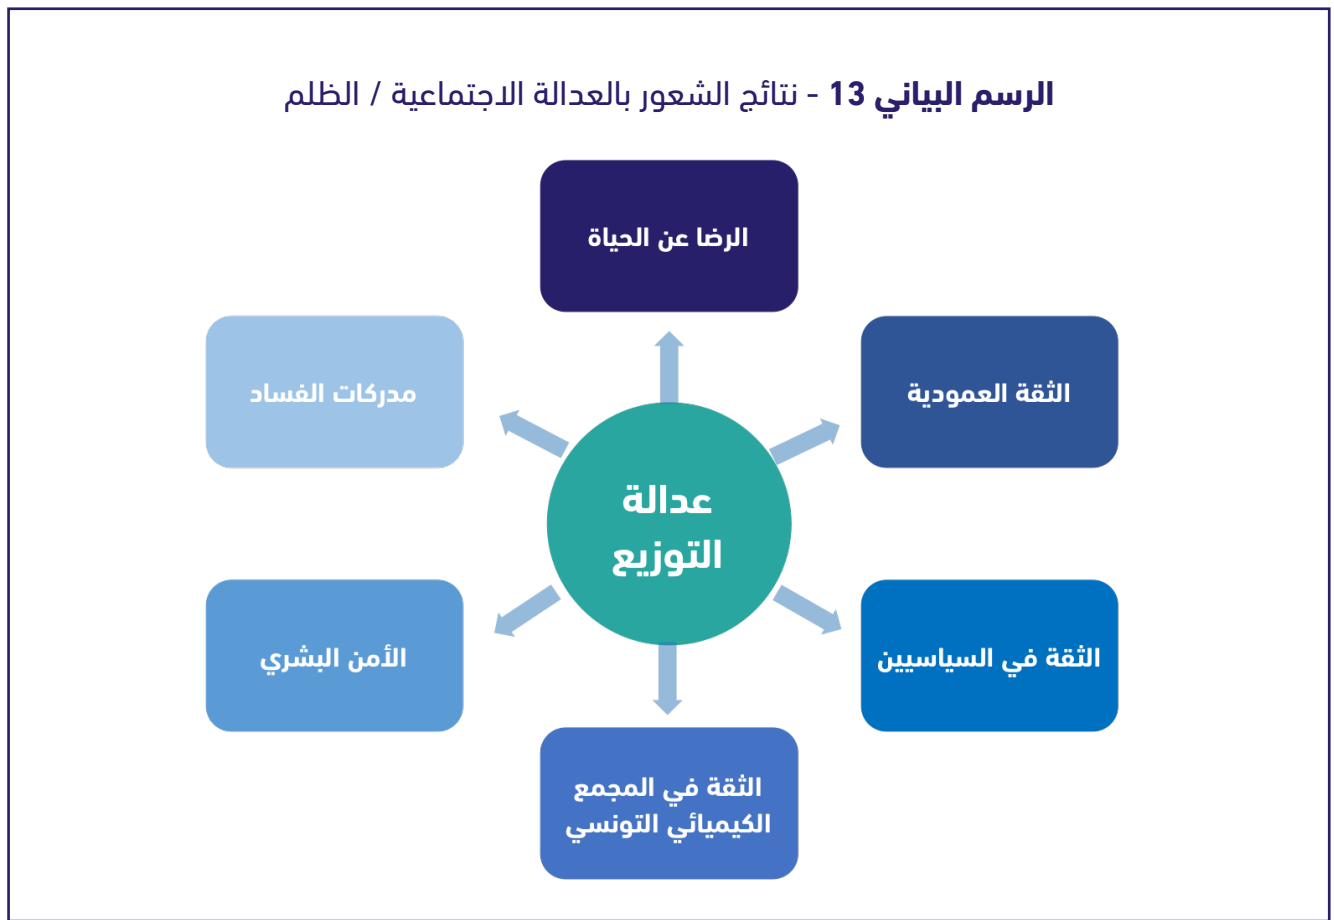 الرسم البياني 13 - نتائج الشعور بالعدالة الاجتماعية / الظلم
الرضا عن الحياة
الثقة العمودية
مدركات الفساد
عدالة
التوزيع
الثقة في السياسيين
الأمن البشري
الثقة في المجمع
الكيميائي التونسي